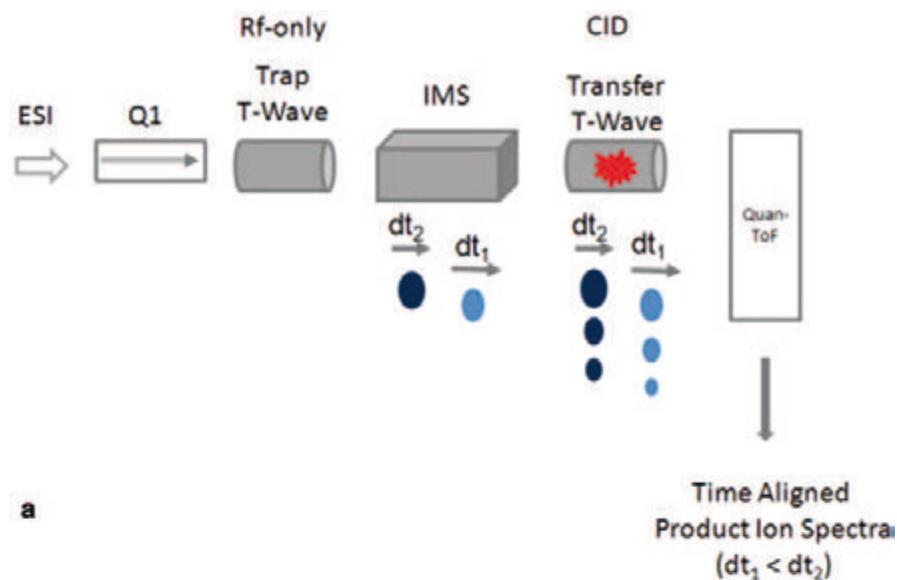 Rf-only
CID
Trap
T-Wave
IMS
Transfer
T-Wave
ESI
Q1
dt₂
dt₁
dt₂
dt₁
Quan-
ToF
a
Time Aligned
Product Ion Spectra
(dt₁ < dt₂)